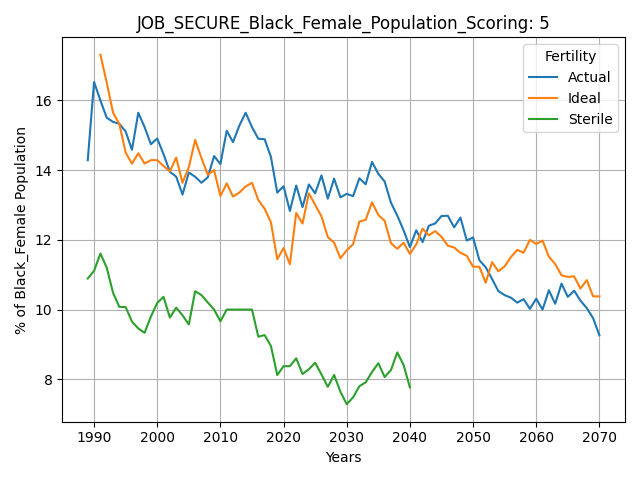 JOB_SECURE_Black_Female_Population_Scoring: 5
Fertility
Actual
Ideal
Sterile
% of Black_Female Population
16
14
12
10
8
1990 2000 2010 2020 2030 2040 2050 2060 2070
Years